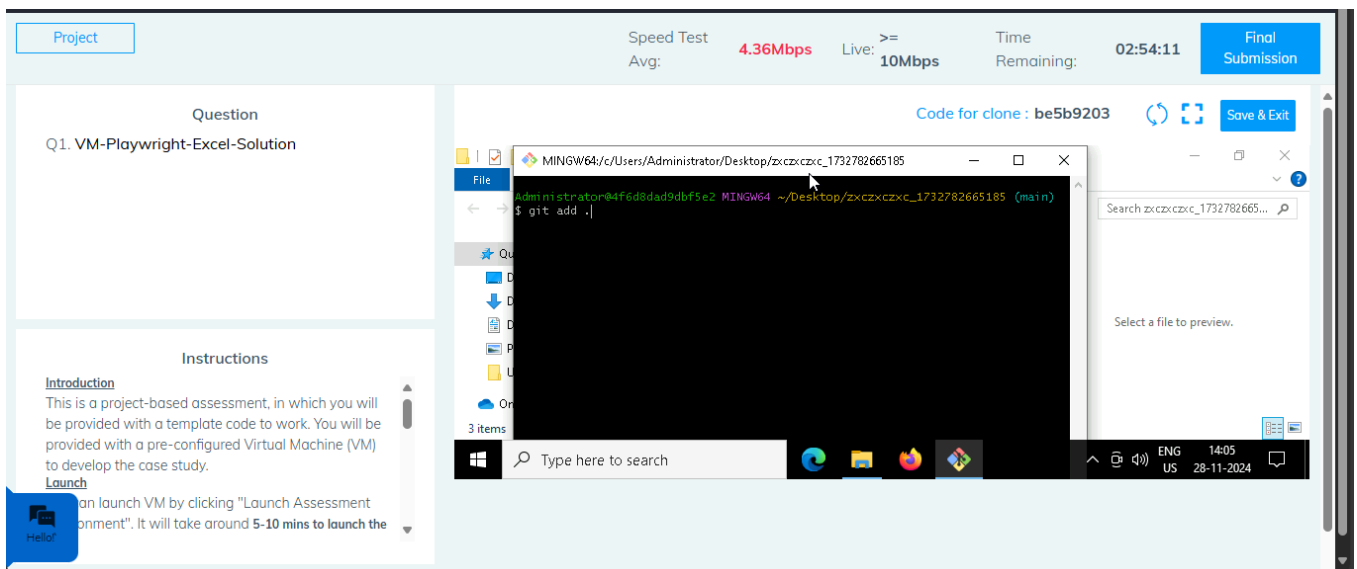 Project
Speed Test Avg:
4.36Mbps
Live:
>= 10Mbps
Time Remaining:
02:54:11
Final Submission
Question
Q1. VM-Playwright-Excel-Solution
Instructions
Introduction
This is a project-based assessment, in which you will
be provided with a template code to work. You will be
provided with a pre-configured Virtual Machine (VM)
to develop the case study.
Launch
an launch VM by clicking "Launch Assessment
onment". It will take around 5-10 mins to launch the
Hello!
Code for clone : be5b9203
Save & Exit
MINGW64:/c/Users/Administrator/Desktop/zxczxczxc_1732782665185
File
Administrator@4f6d8dad9dbf5e2 MINGW64 ~/Desktop/zxczxczxc_1732782665185 (main)
$ git add .
Search zxczxczxc_1732782665...
Qu
D
D
D
P
U
On
Select a file to preview.
3 items
Type here to search
ENG
US
14:05
28-11-2024